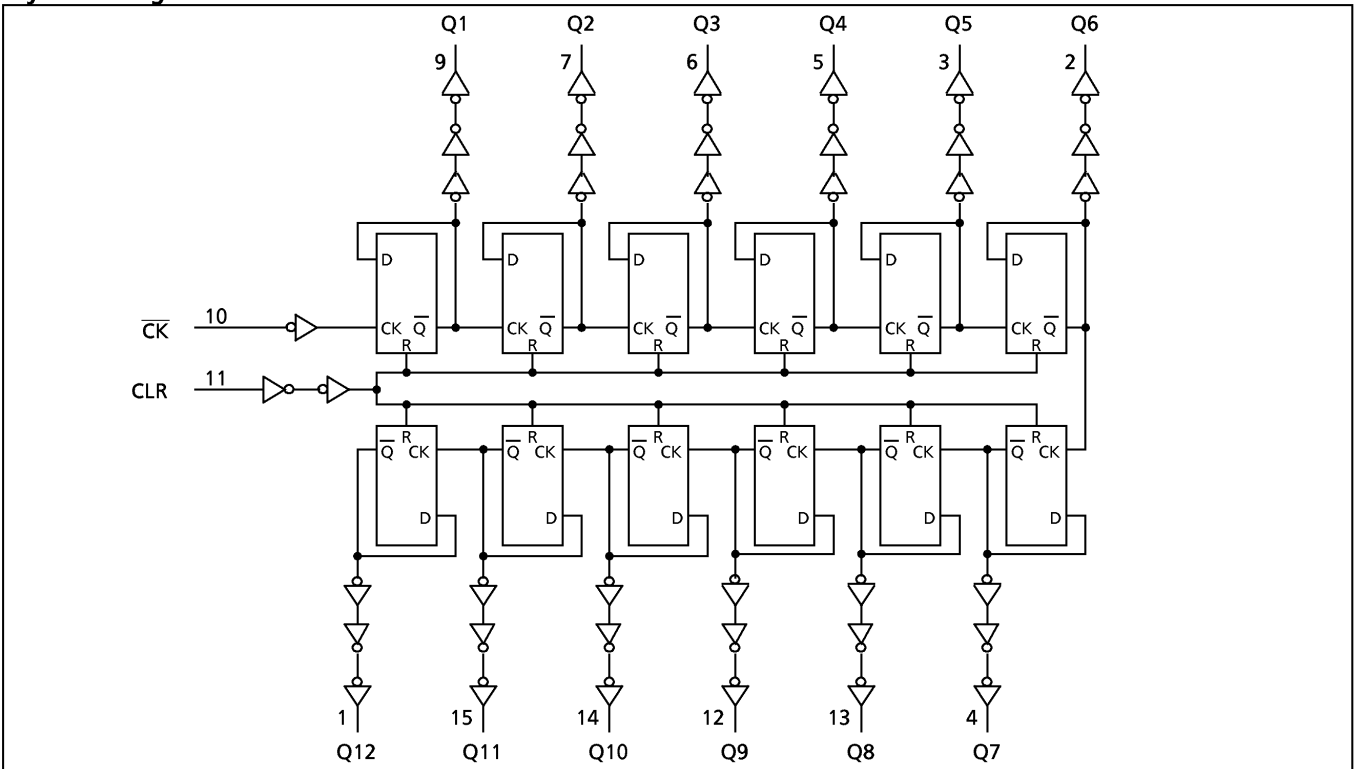 Q1 Q2 Q3 Q4 Q5 Q6
9 7 6 5 3 2
D D D D D D
C̅K̅ 10 CK Q̅ CK Q̅ CK Q̅ CK Q̅ CK Q̅ CK Q̅
R R R R R R
CLR 11
R R R R R R
Q̅ CK Q̅ CK Q̅ CK Q̅ CK Q̅ CK Q̅ CK
D D D D D D
1 15 14 12 13 4
Q12 Q11 Q10 Q9 Q8 Q7